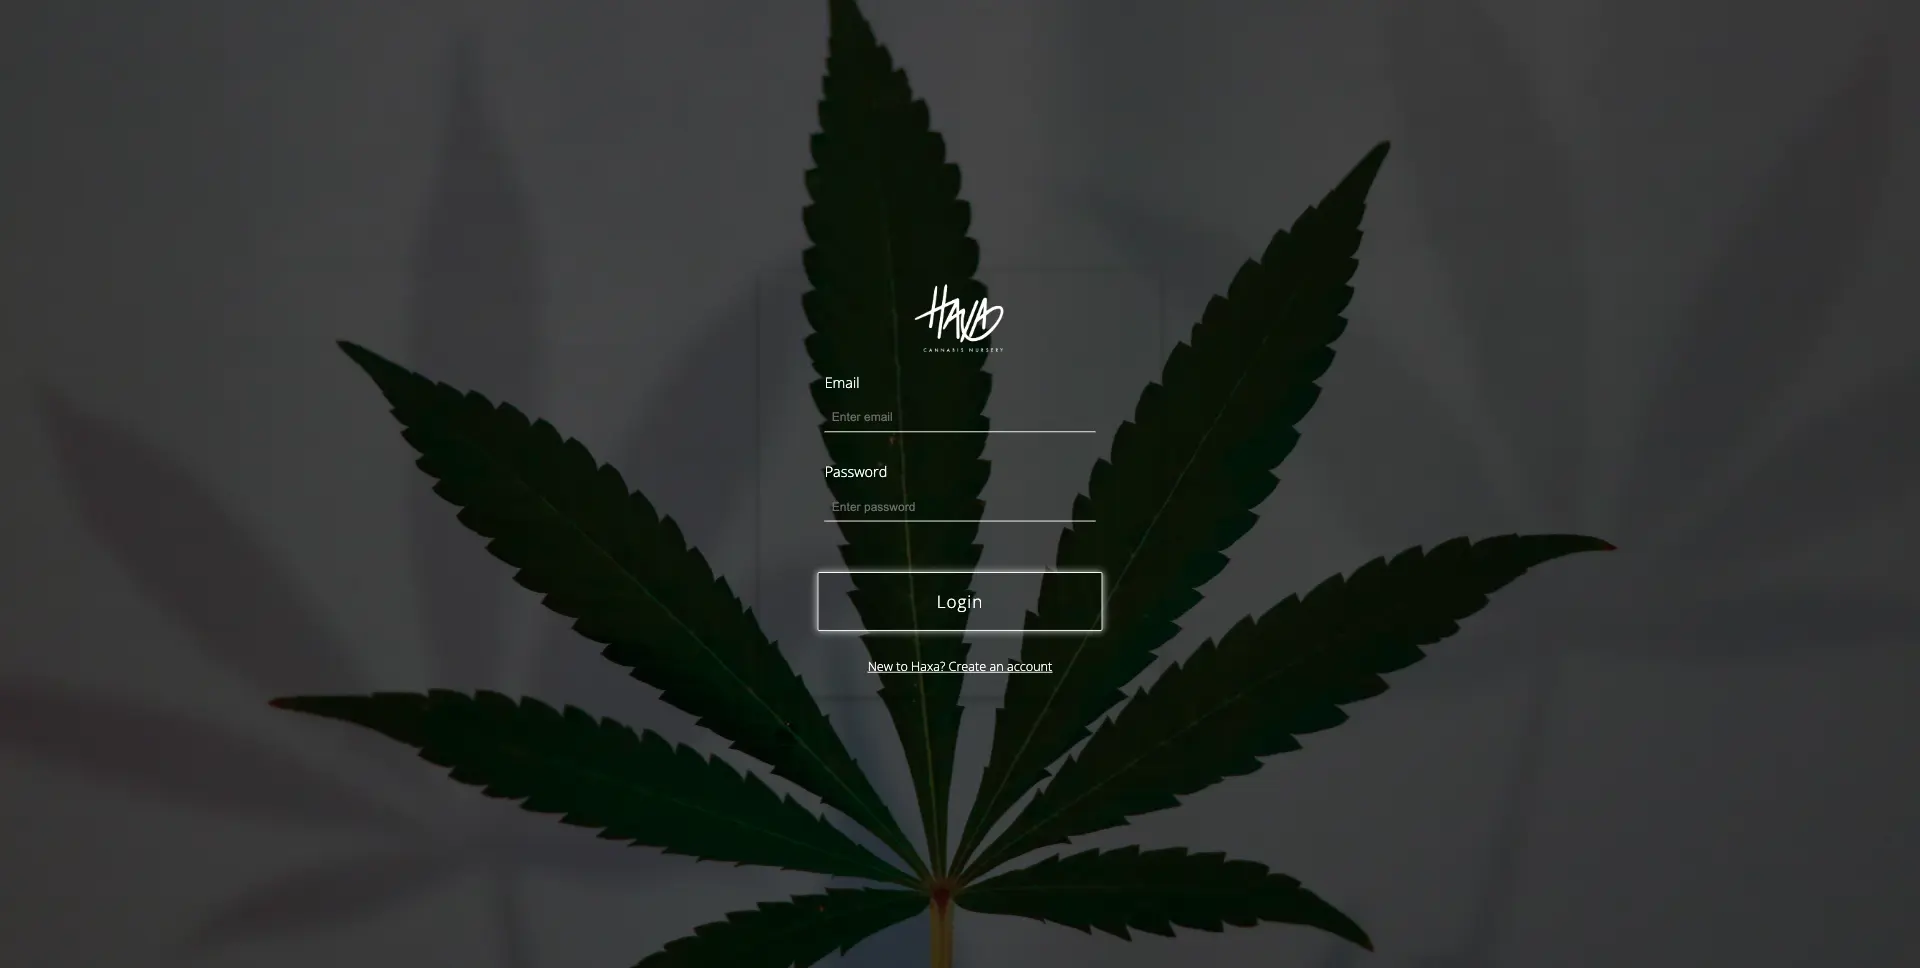 HAXA
CANNABIS NURSERY
Email
Enter email
Password
Enter password
Login
New to Haxa? Create an account